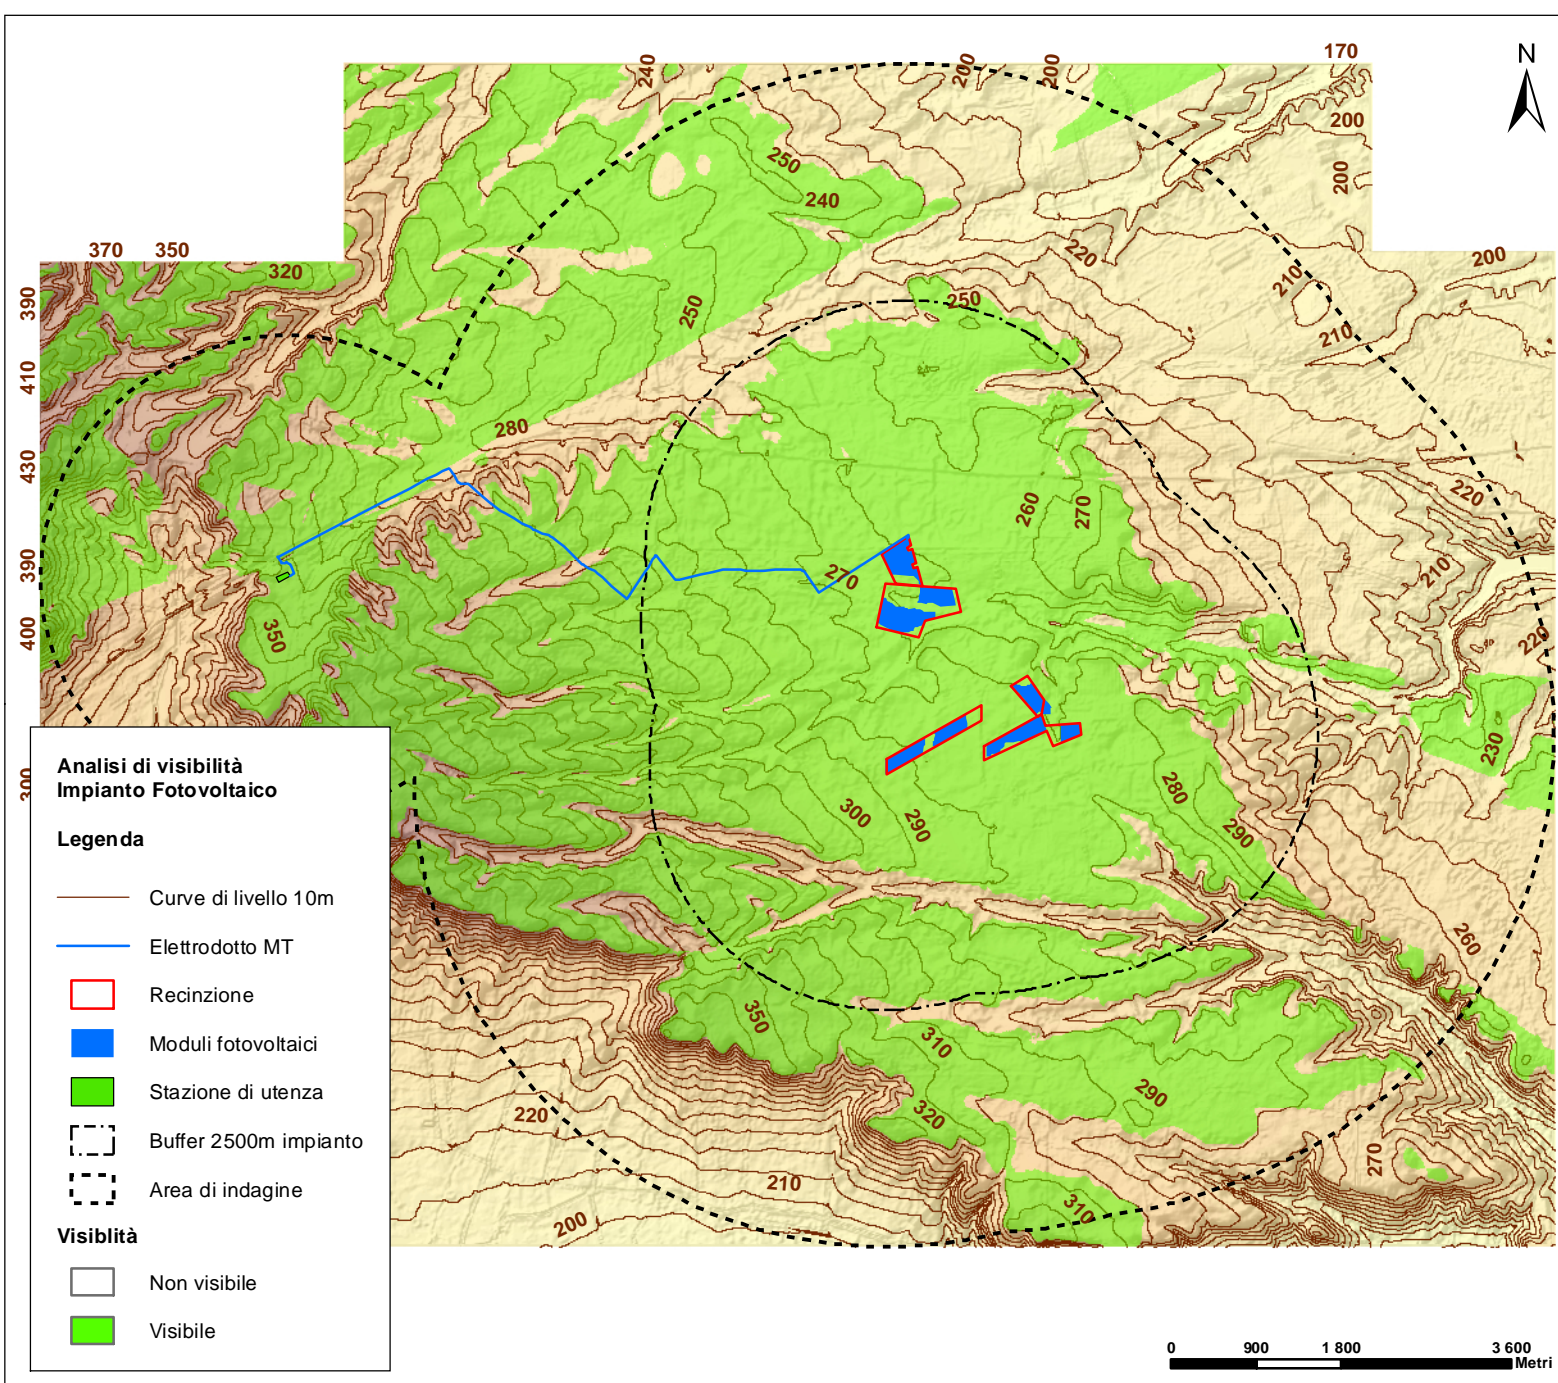 N
170
240
200
200
200
200
250
240
220
200
210
210
370
350
320
390
250
250
410
280
430
260
270
220
390
270
210
400
350
220
230
280
300
300
290
290
260
350
310
290
320
220
270
210
310
200
Analisi di visibilità
Impianto Fotovoltaico
Legenda
Curve di livello 10m
Elettrodotto MT
Recinzione
Moduli fotovoltaici
Stazione di utenza
Buffer 2500m impianto
Area di indagine
Visiblità
Non visibile
Visibile
0 900 1 800 3 600
Metri